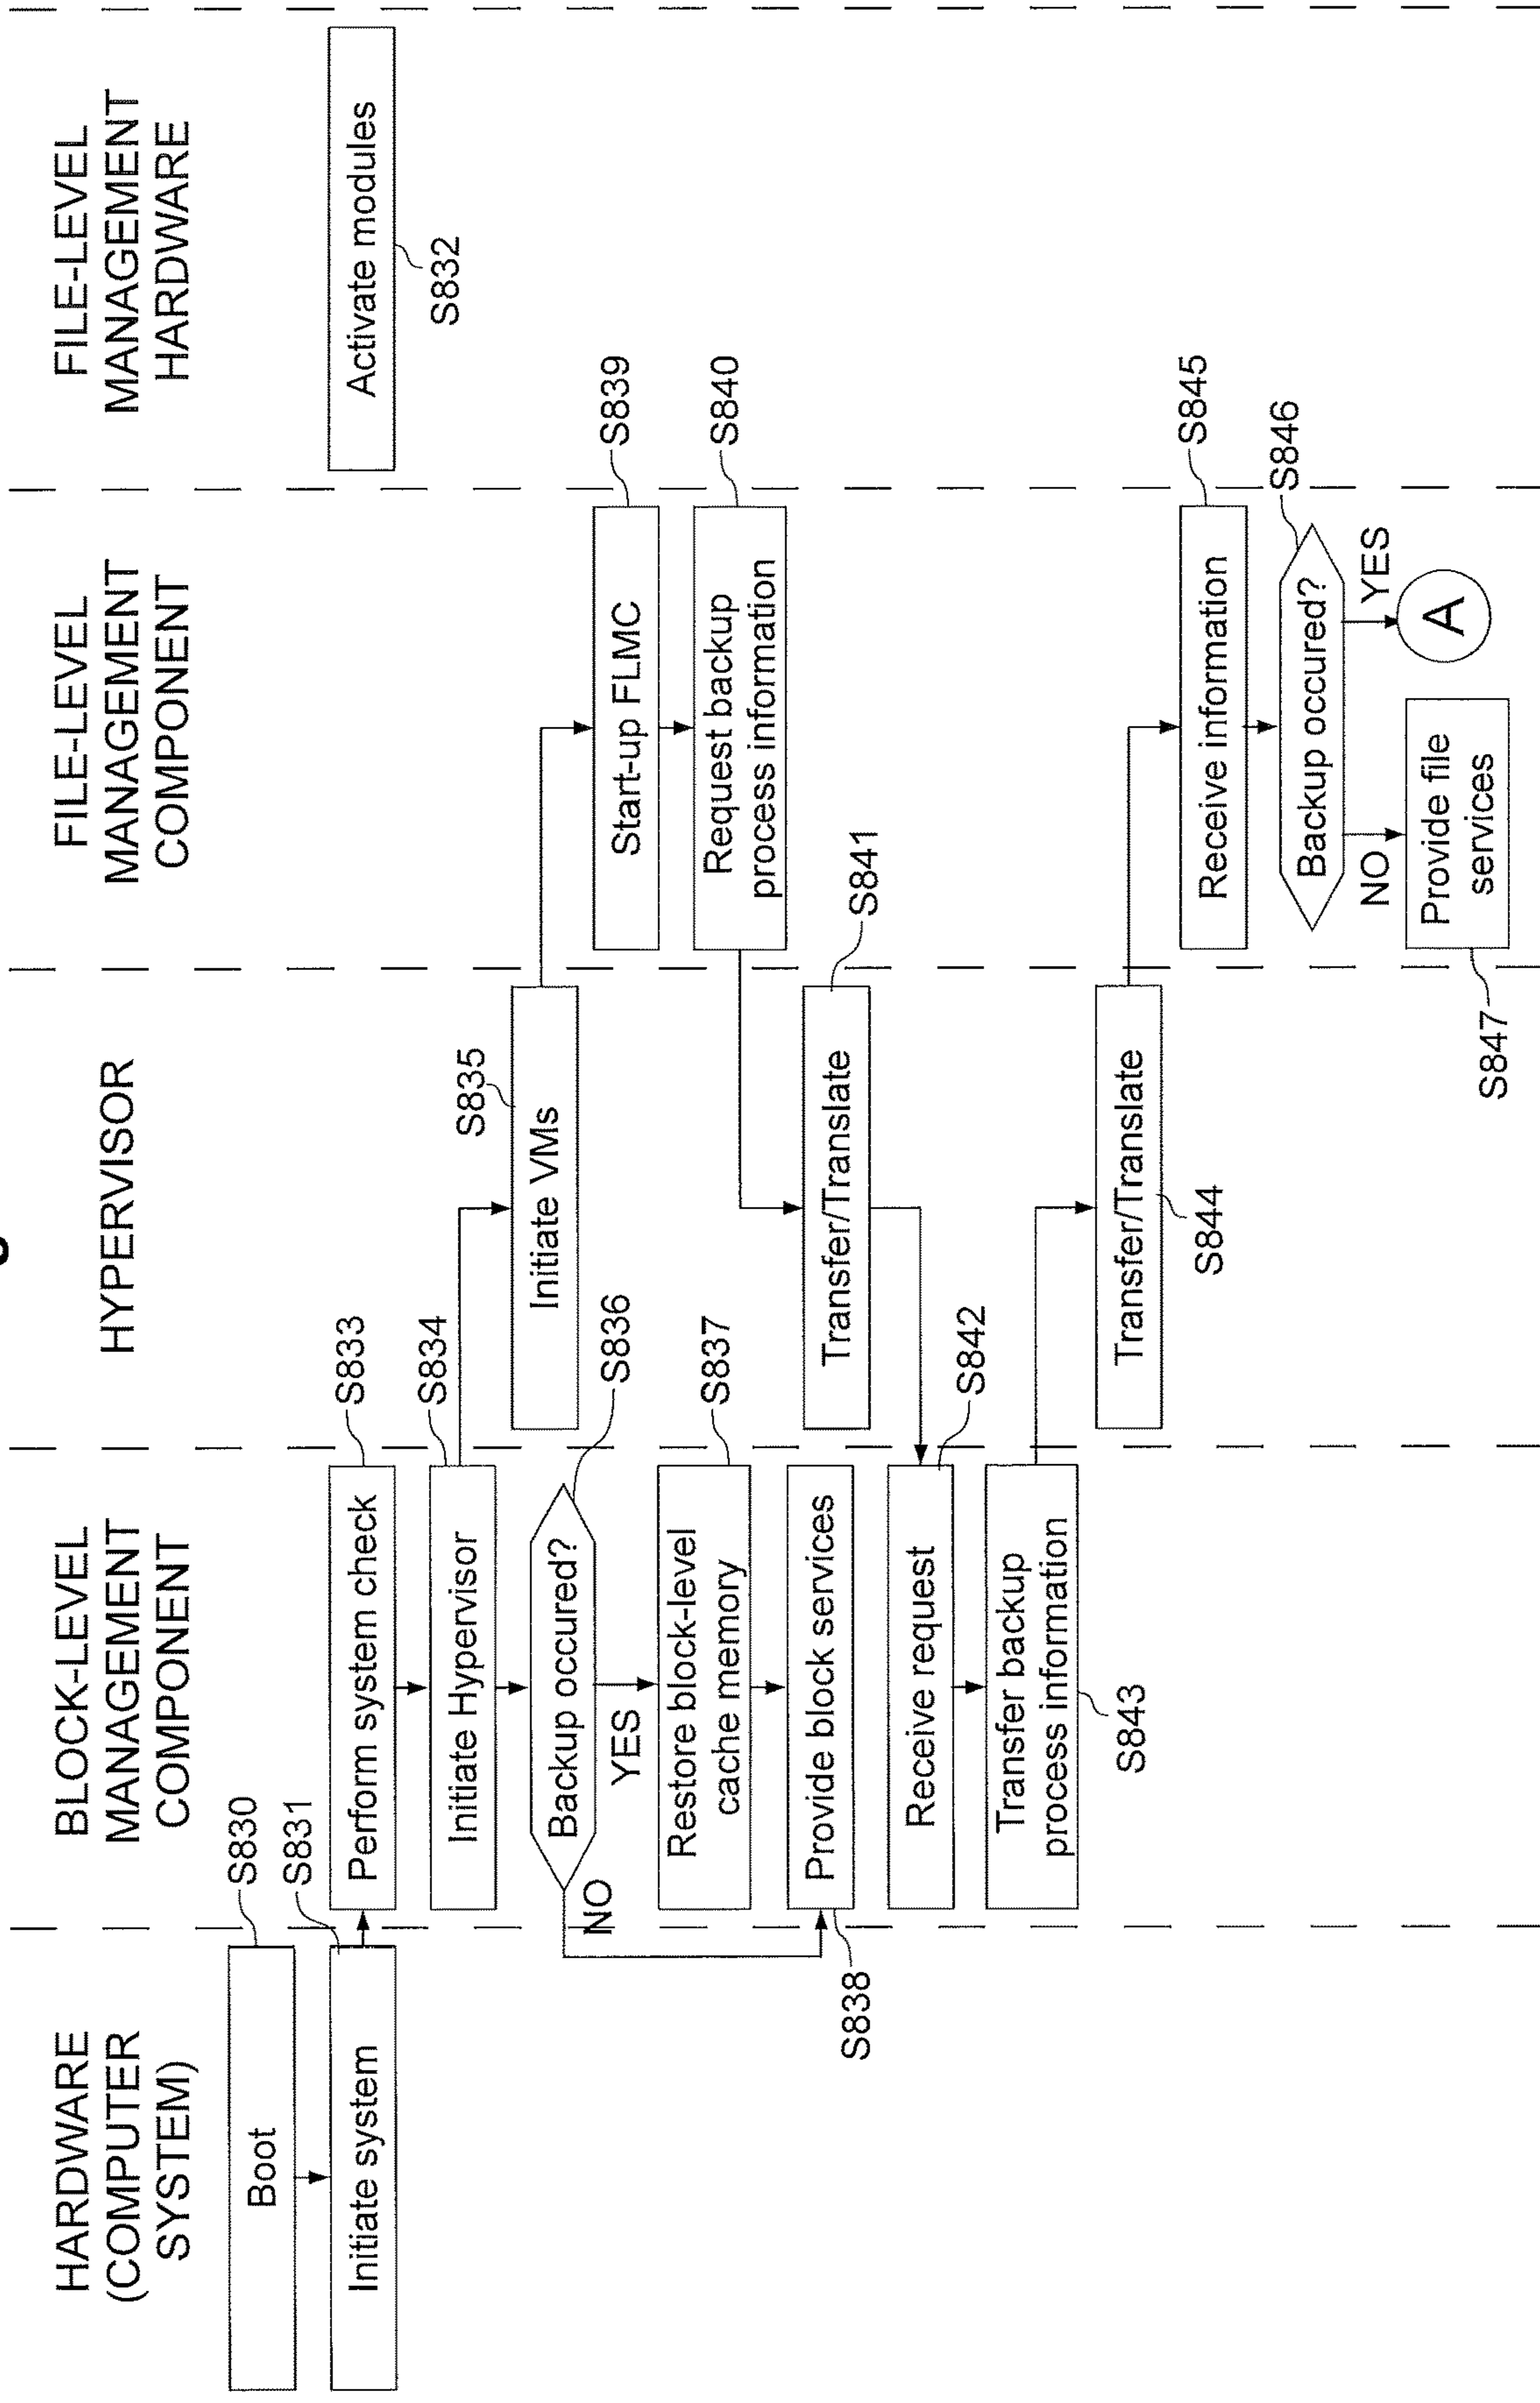 HARDWARE
(COMPUTER
SYSTEM)
BLOCK-LEVEL
MANAGEMENT
COMPONENT
HYPERVISOR
FILE-LEVEL
MANAGEMENT
COMPONENT
FILE-LEVEL
MANAGEMENT
HARDWARE
Boot
S830
Initiate system
S831
Perform system check
S833
Activate modules
S832
Initiate Hypervisor
S834
Initiate VMs
S835
Backup occured?
S836
NO
YES
Start-up FLMC
S839
Restore block-level
cache memory
S837
Request backup
process information
S840
Provide block services
S838
Transfer/Translate
S841
Receive request
S842
Transfer backup
process information
S843
Transfer/Translate
S844
Receive information
S845
Backup occured?
S846
NO
YES
Provide file
services
S847
A